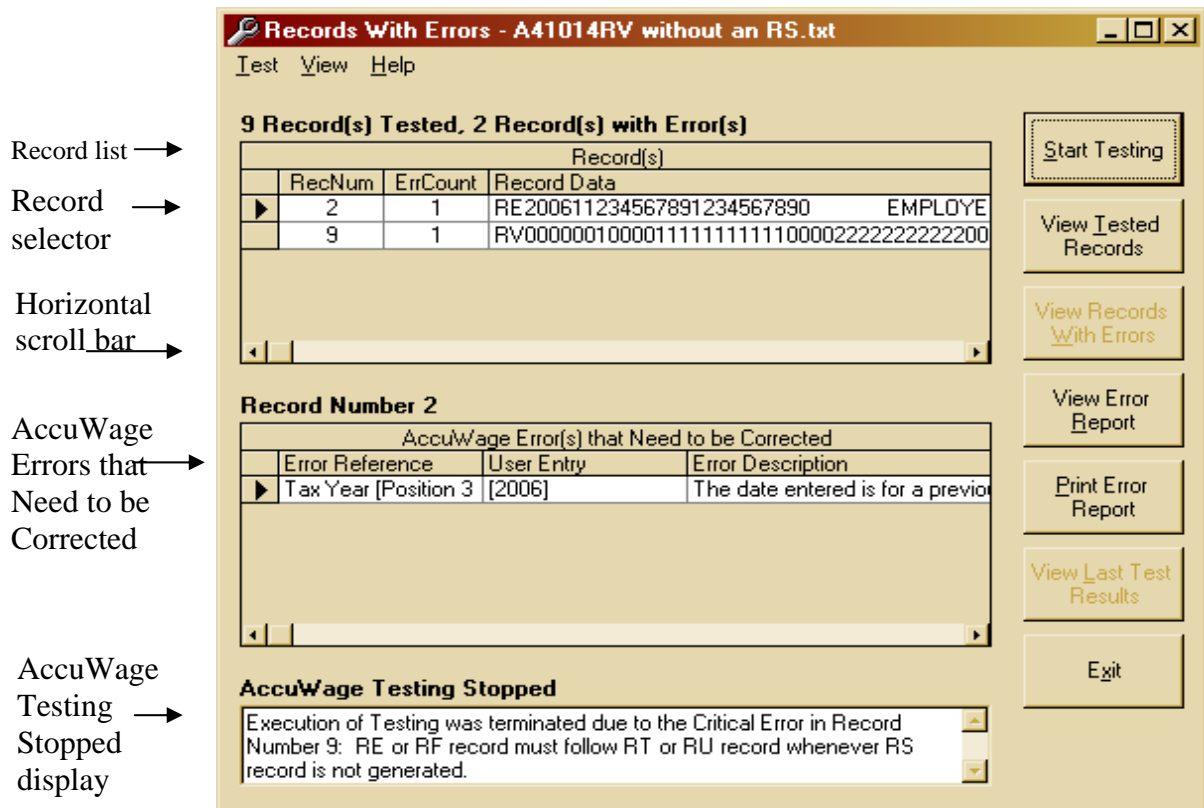 Records With Errors - A41014RV without an RS.txt
Test View Help
9 Record(s) Tested, 2 Record(s) with Error(s)
Record list
Record(s)
RecNum ErrCount Record Data
Record
selector
2 1 RE200611234567891234567890 EMPLOYE
9 1 RV000000100001111111111100002222222222200
Horizontal
scroll bar
Record Number 2
AccuWage
Errors that
Need to be
Corrected
AccuWage Error(s) that Need to be Corrected
Error Reference User Entry Error Description
Tax Year [Position 3 [2006] The date entered is for a previou
AccuWage
Testing
Stopped
display
AccuWage Testing Stopped
Execution of Testing was terminated due to the Critical Error in Record
Number 9: RE or RF record must follow RT or RU record whenever RS
record is not generated.
Start Testing
View Tested
Records
View Records
With Errors
View Error
Report
Print Error
Report
View Last Test
Results
Exit